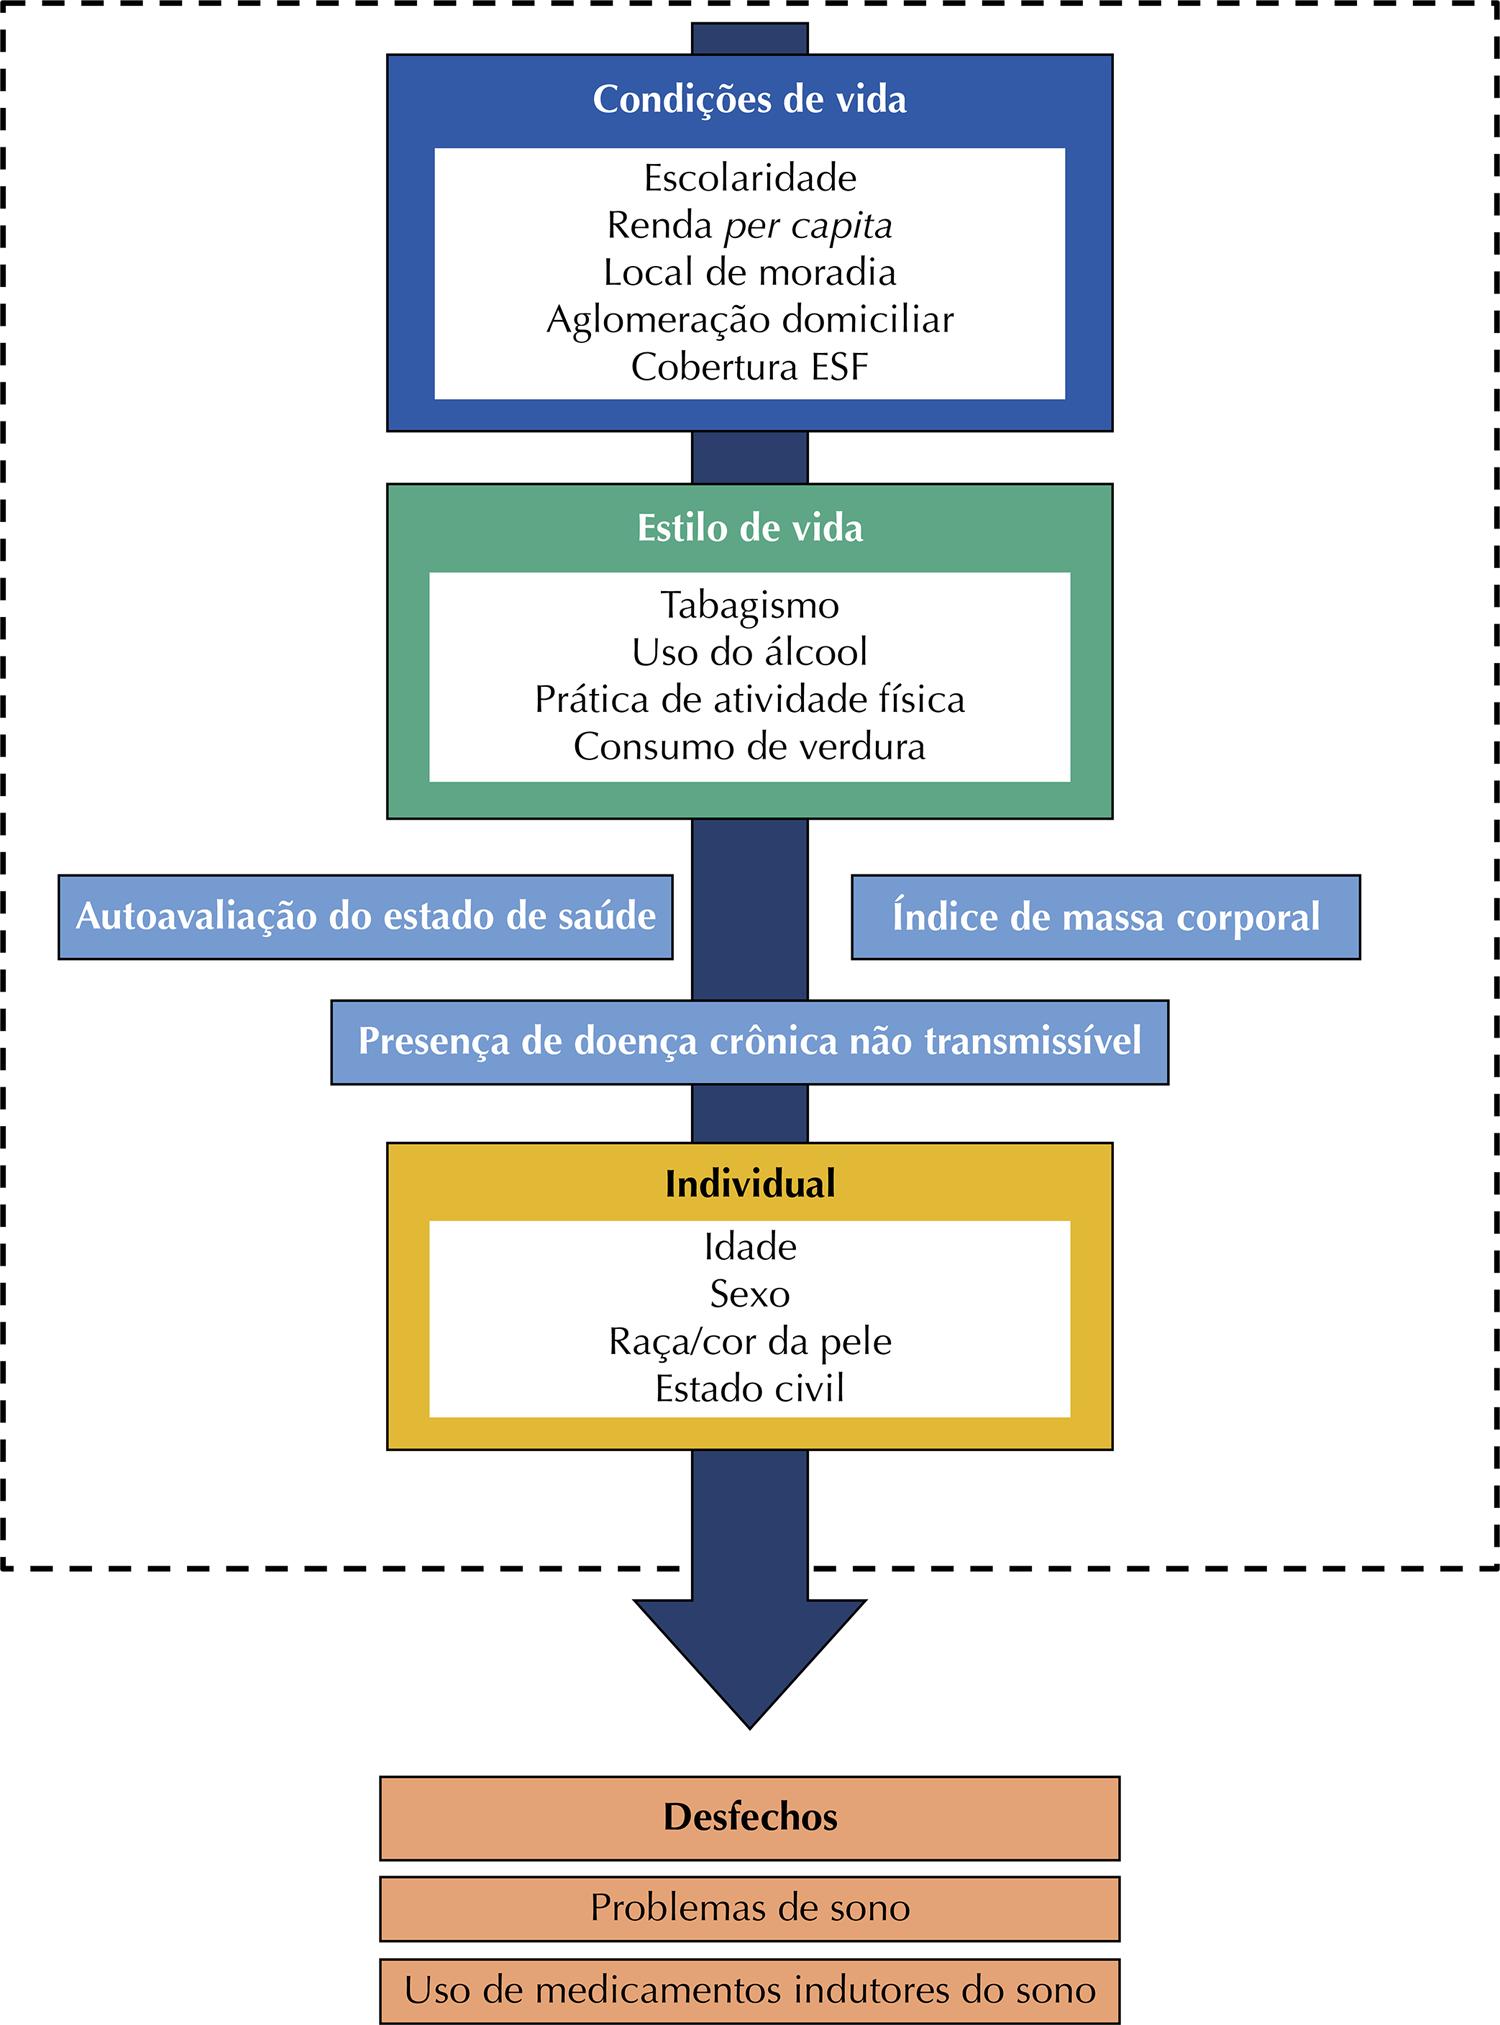 Condições de vida
Escolaridade
Renda per capita
Local de moradia
Aglomeração domiciliar
Cobertura ESF
Estilo de vida
Tabagismo
Uso do álcool
Prática de atividade física
Consumo de verdura
Autoavaliação do estado de saúde
Índice de massa corporal
Presença de doença crônica não transmissível
Individual
Idade
Sexo
Raça/cor da pele
Estado civil
Desfechos
Problemas de sono
Uso de medicamentos indutores do sono